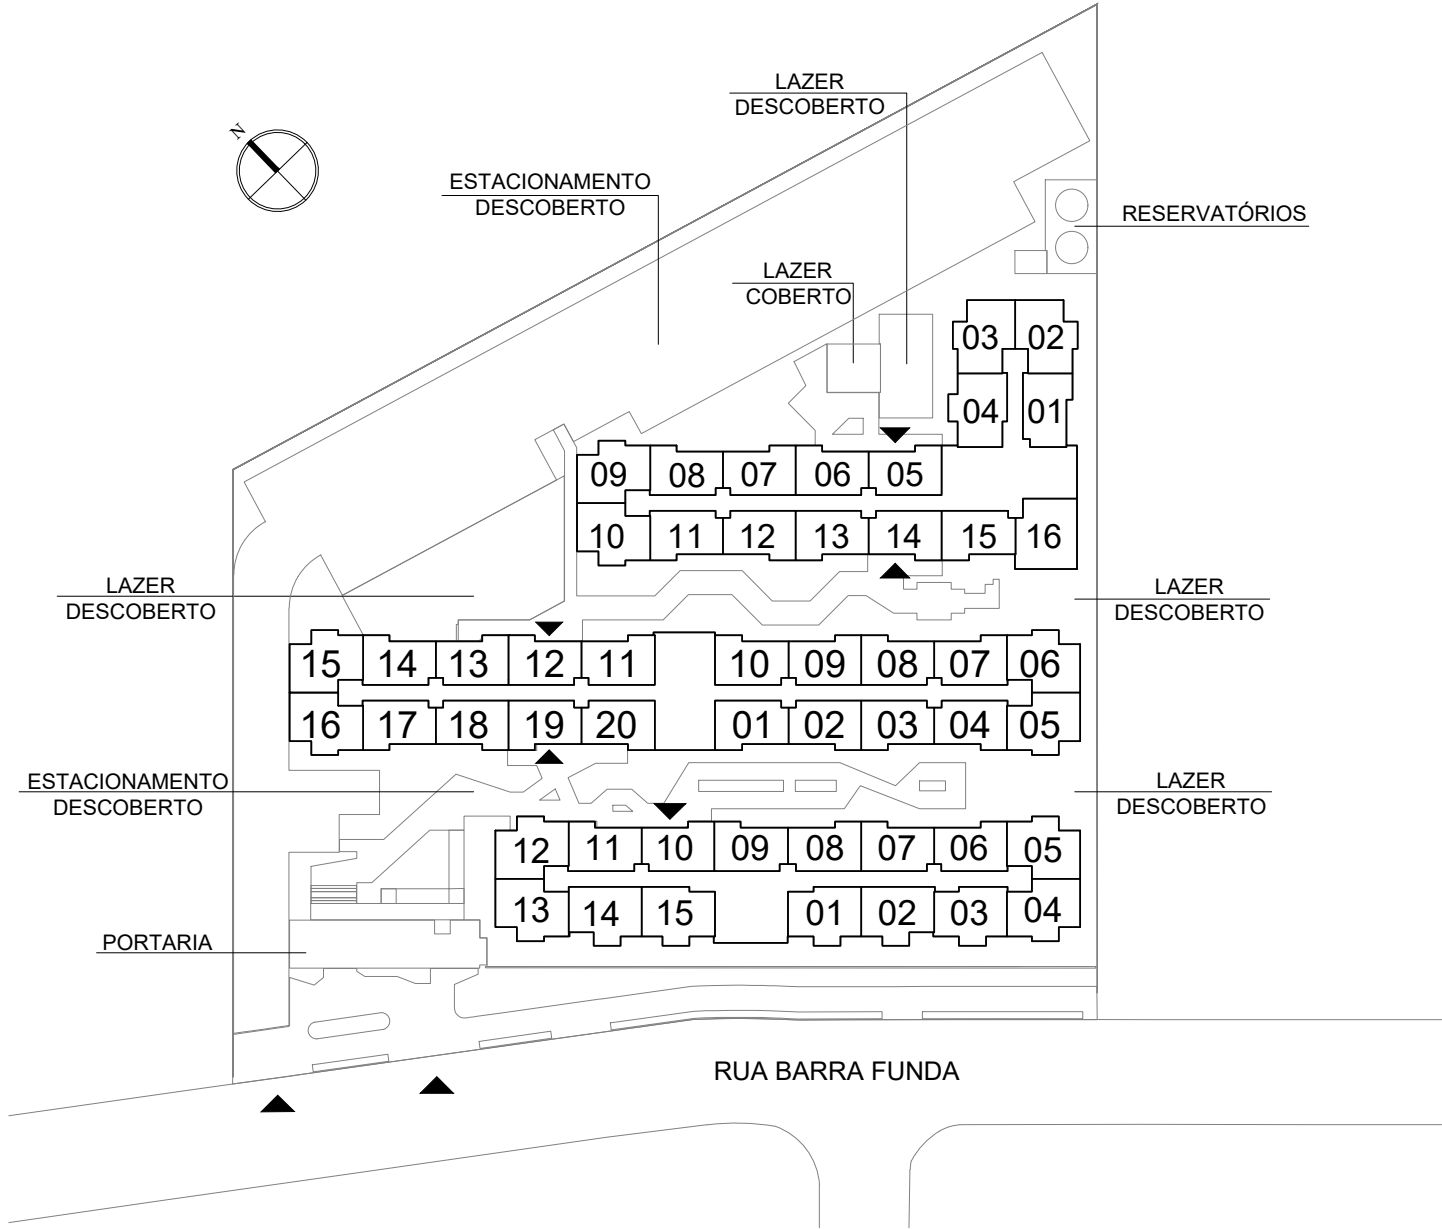 LAZER
DESCOBERTO
N
ESTACIONAMENTO
DESCOBERTO
RESERVATÓRIOS
LAZER
COBERTO
03 02
04 01
09 08 07 06 05
10 11 12 13 14 15 16
LAZER
DESCOBERTO
LAZER
DESCOBERTO
15 14 13 12 11 10 09 08 07 06
16 17 18 19 20 01 02 03 04 05
ESTACIONAMENTO
DESCOBERTO
LAZER
DESCOBERTO
12 11 10 09 08 07 06 05
13 14 15 01 02 03 04
PORTARIA
RUA BARRA FUNDA